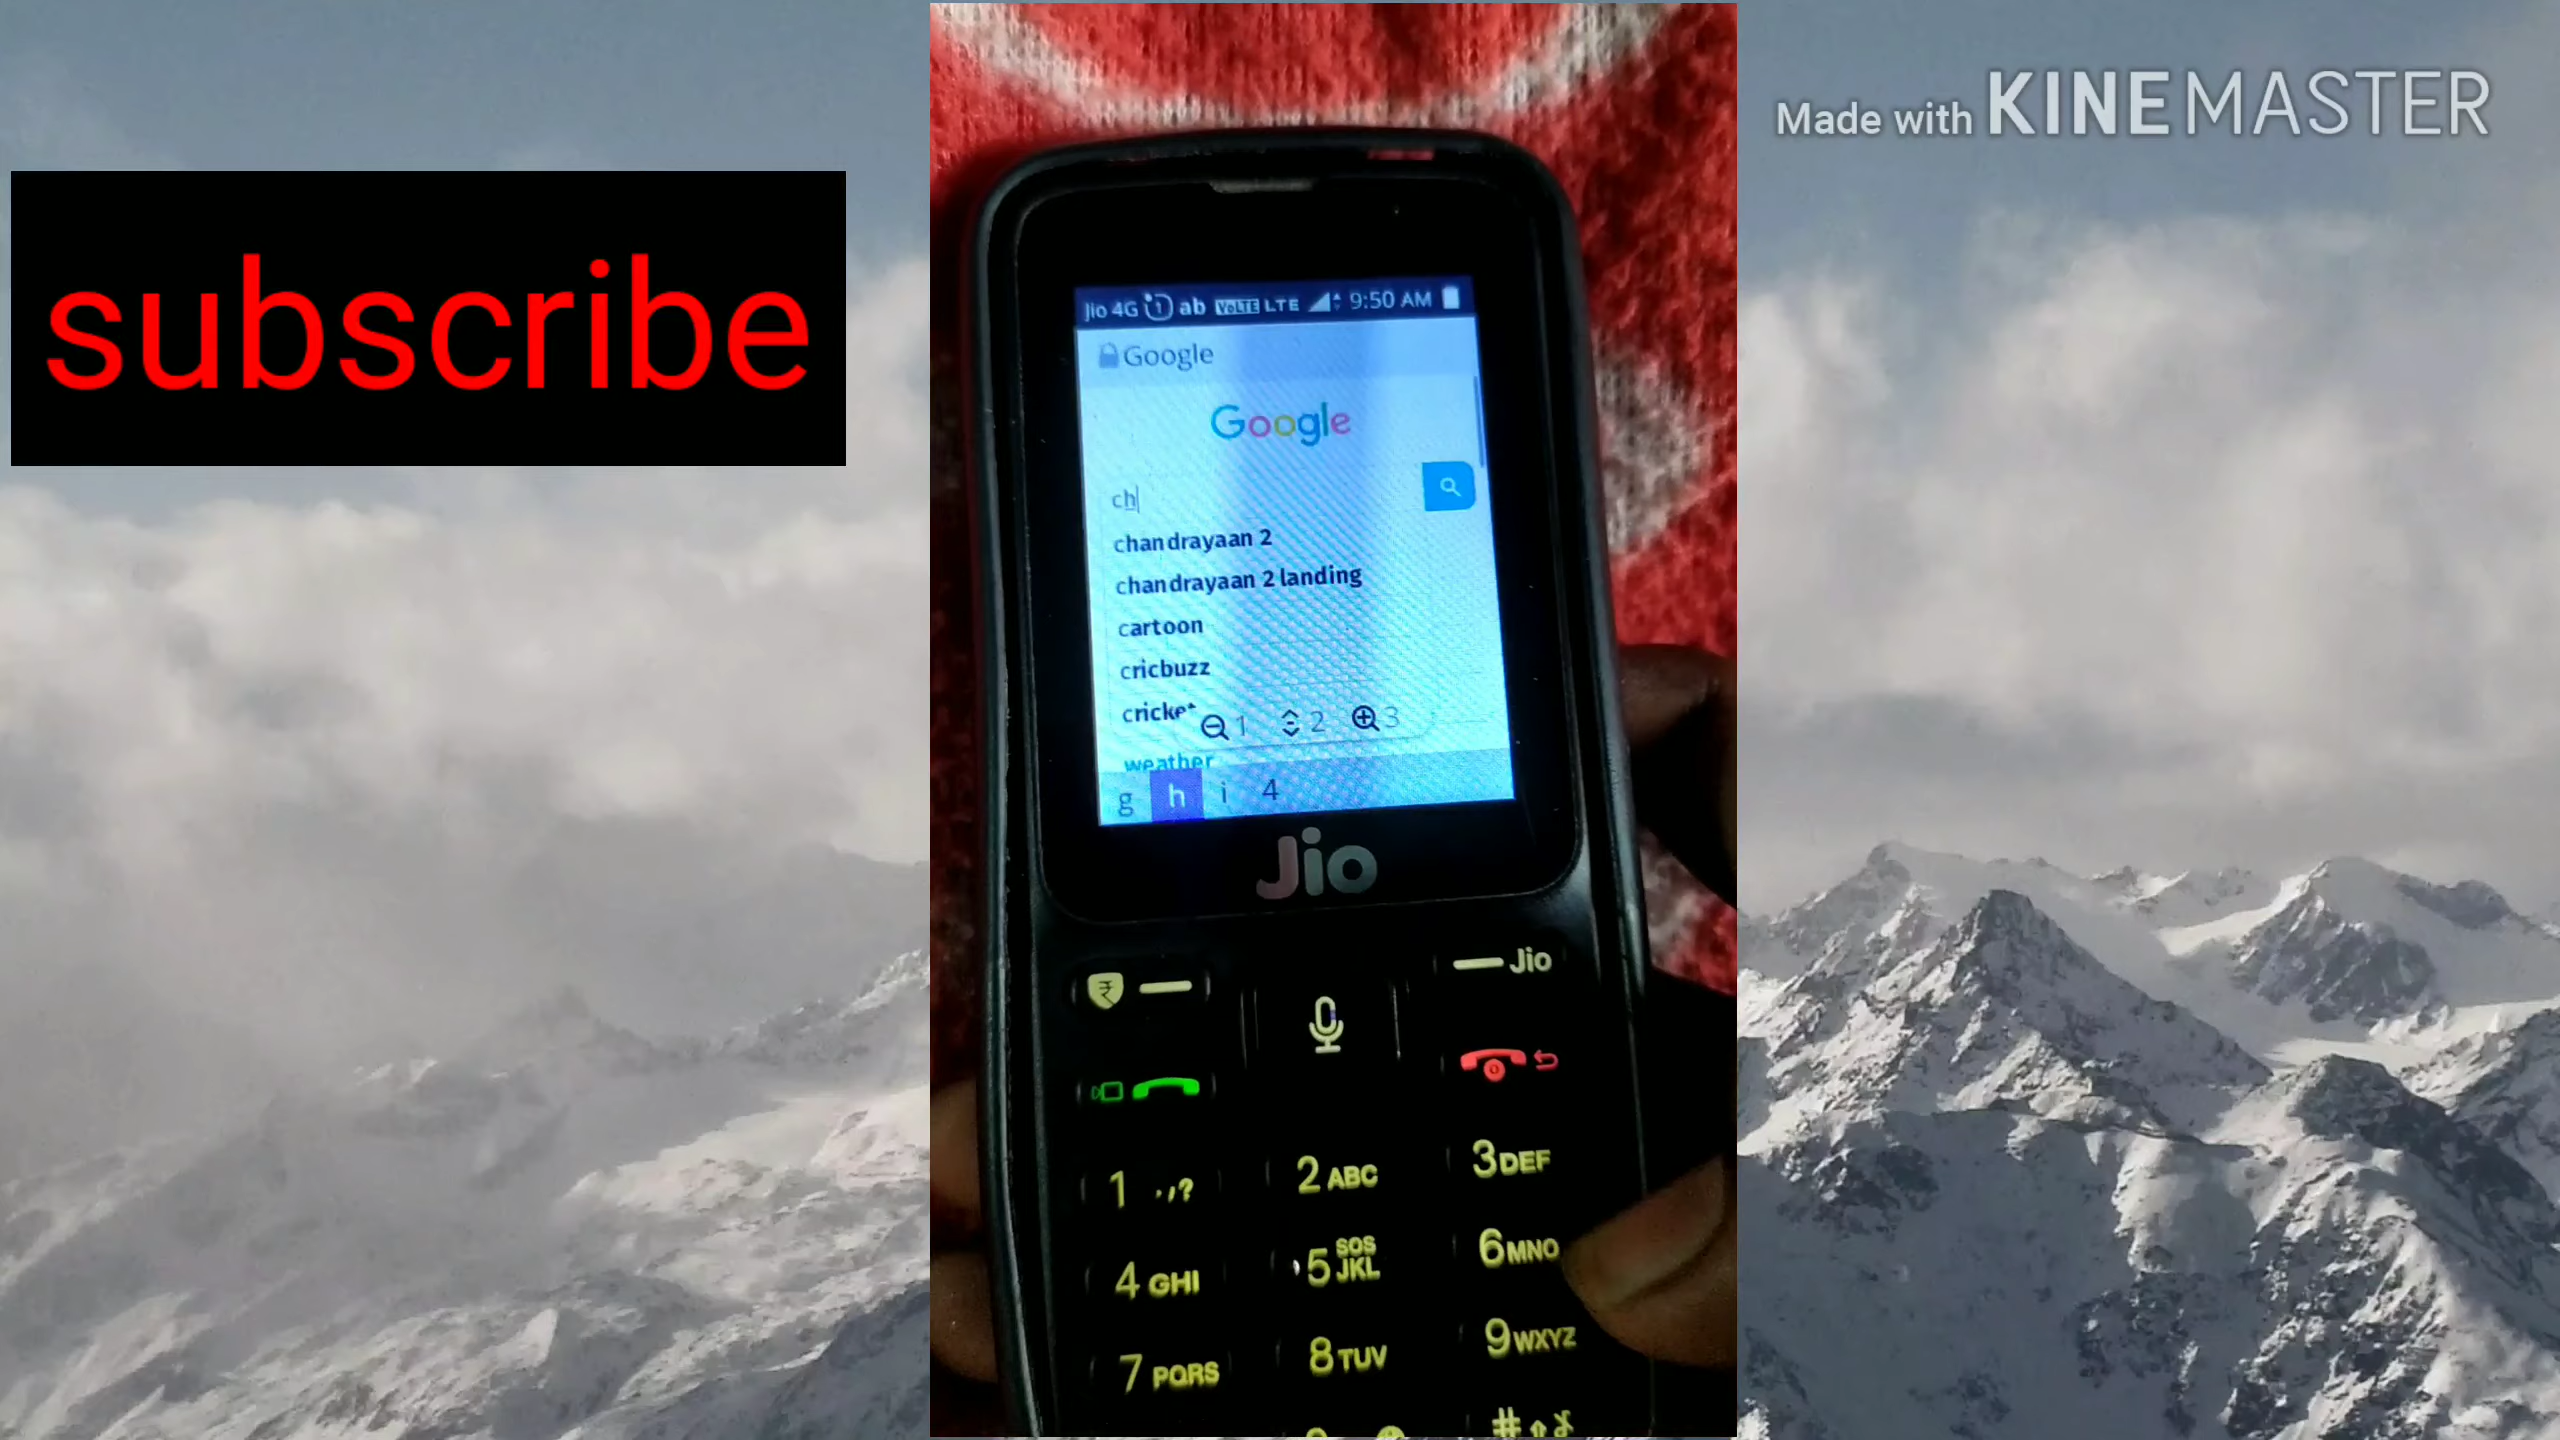 subscribe
Made with KINEMASTER
Jio 4G 1 ab VoLTE LTE 9:50 AM
Google
Google
ch
chandrayaan 2
chandrayaan 2 landing
cartoon
cricbuzz
cricket
1 2 3
weather
g h i 4
Jio
₹ Jio
1 .,? 2 ABC 3 DEF
4 GHI 5 SOS JKL 6 MNO
7 PQRS 8 TUV 9 WXYZ
#